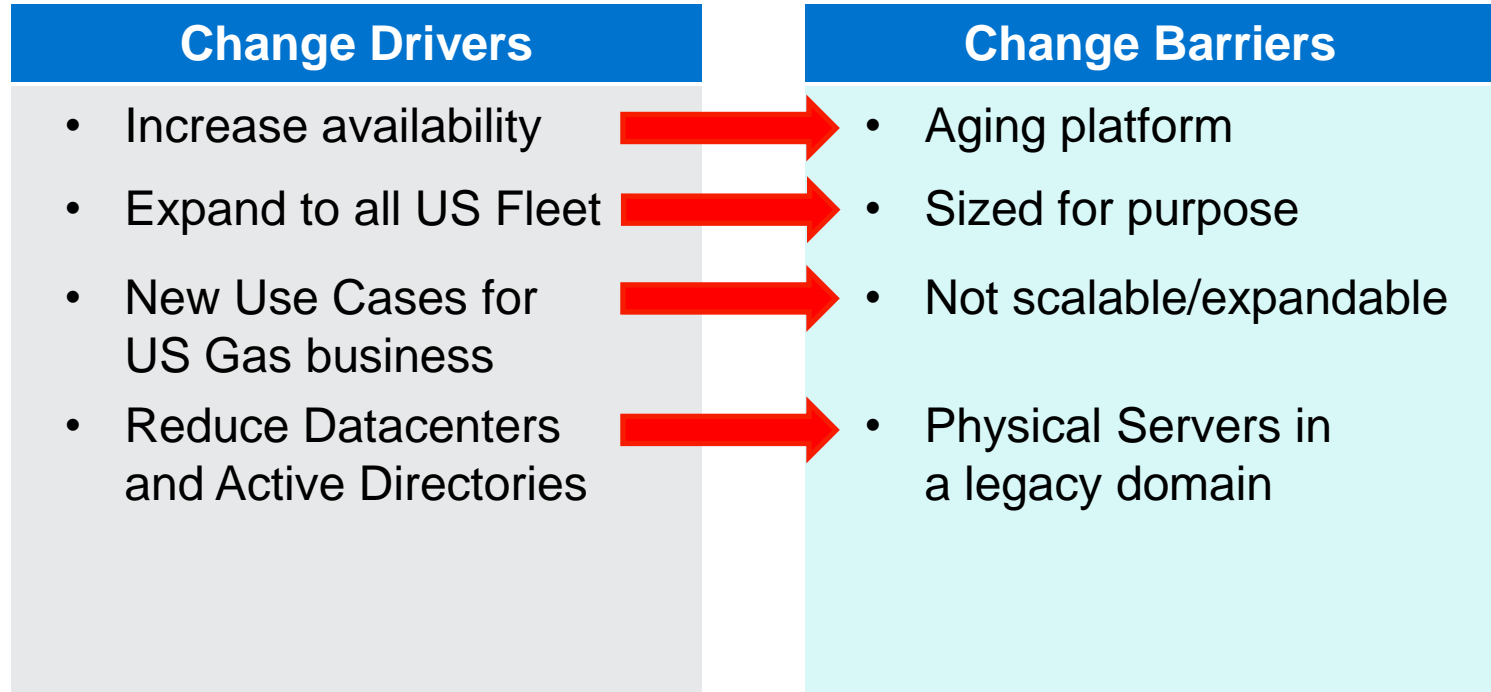 Change Drivers
• Increase availability
• Expand to all US Fleet
• New Use Cases for
US Gas business
• Reduce Datacenters
and Active Directories
Change Barriers
• Aging platform
• Sized for purpose
• Not scalable/expandable
• Physical Servers in
a legacy domain